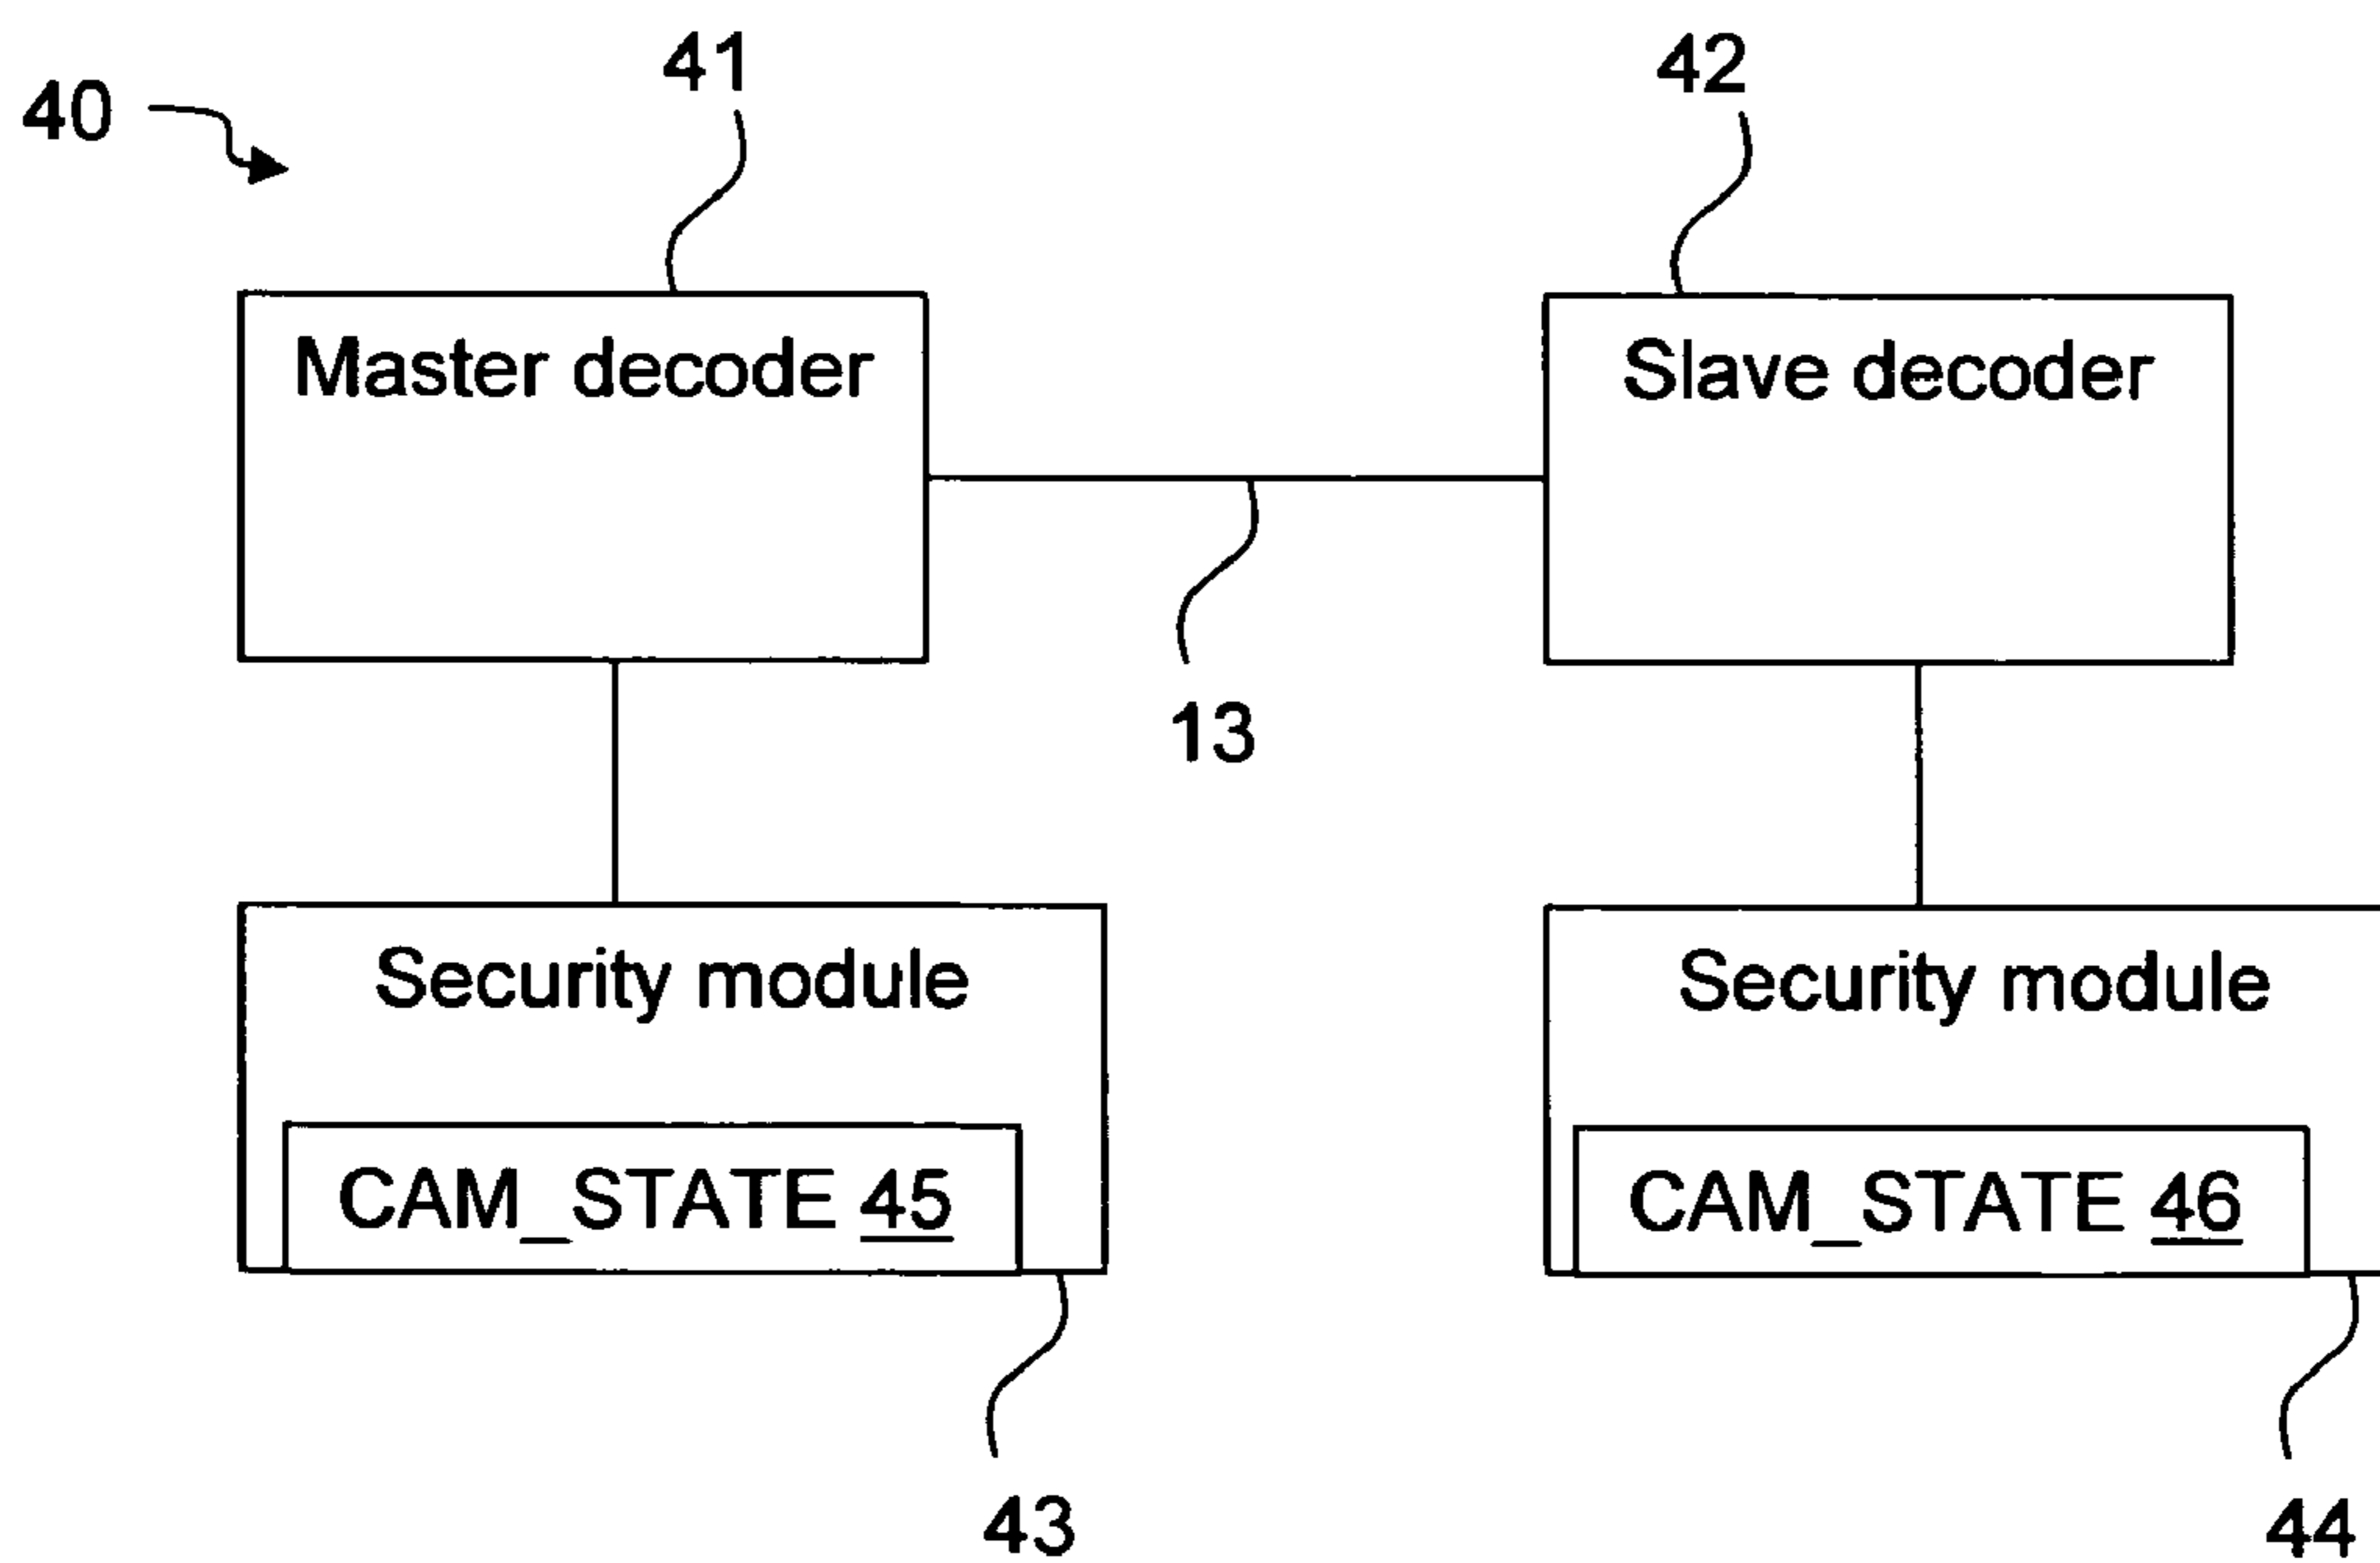 40
41
42
Master decoder
Slave decoder
13
Security module
Security module
CAM_STATE 45
CAM_STATE 46
43
44